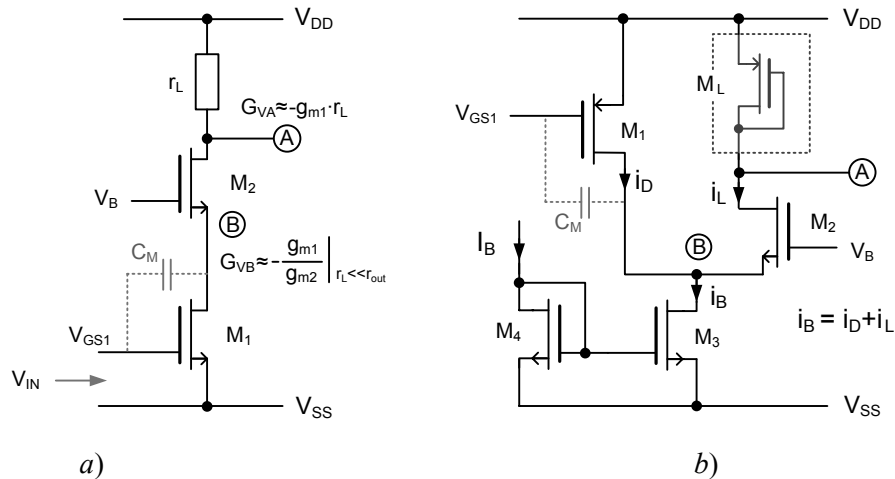 V_DD
r_L
G_VA≈-g_m1·r_L
A
M_2
V_B
B
C_M
G_VB≈- g_m1 / g_m2 | r_L<<r_out
V_GS1
M_1
V_IN
V_SS
a)
V_DD
M_L
V_GS1
M_1
A
i_D
i_L
C_M
M_2
I_B
B
V_B
i_B
i_B = i_D+i_L
M_4
M_3
V_SS
b)